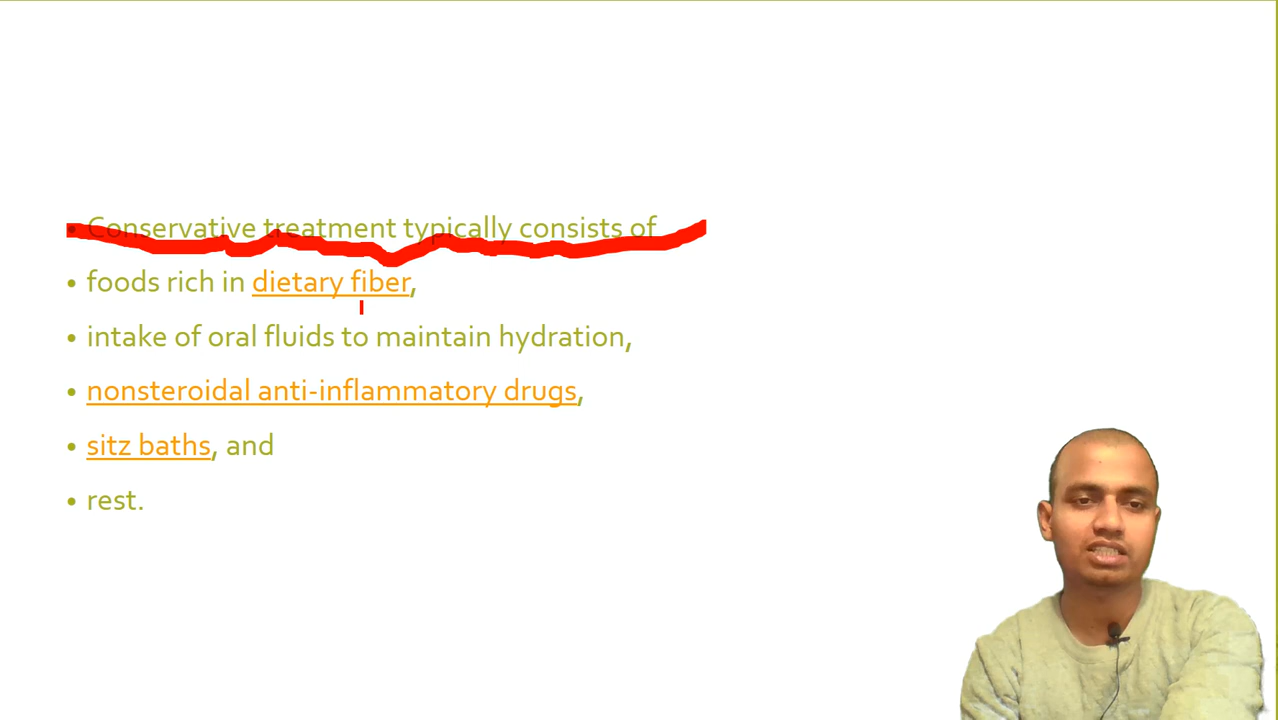 • Conservative treatment typically consists of
• foods rich in dietary fiber,
• intake of oral fluids to maintain hydration,
• nonsteroidal anti-inflammatory drugs,
• sitz baths, and
• rest.